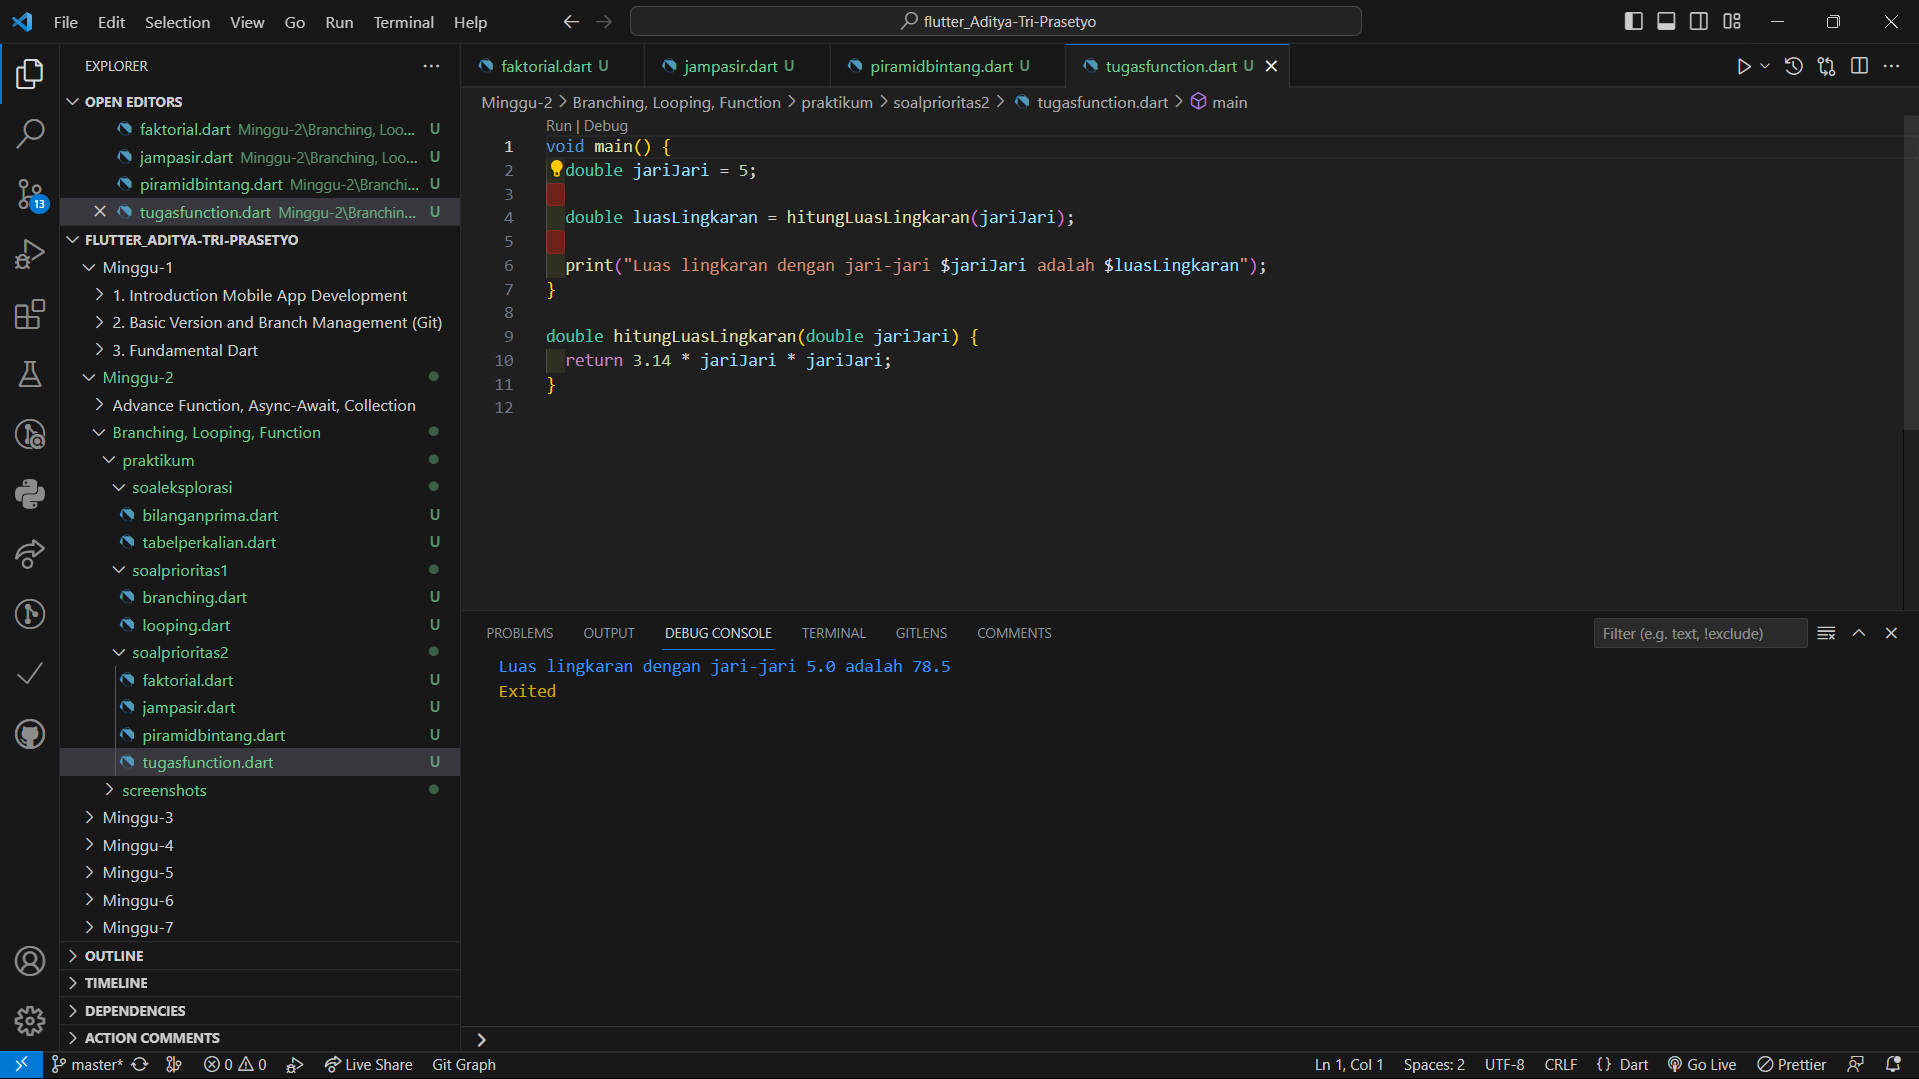 File Edit Selection View Go Run Terminal Help
flutter_Aditya-Tri-Prasetyo
EXPLORER
OPEN EDITORS
faktorial.dart Minggu-2\Branching, Loo... U
jampasir.dart Minggu-2\Branching, Loo... U
piramidbintang.dart Minggu-2\Branchi... U
tugasfunction.dart Minggu-2\Branchin... U
FLUTTER_ADITYA-TRI-PRASETYO
Minggu-1
1. Introduction Mobile App Development
2. Basic Version and Branch Management (Git)
3. Fundamental Dart
Minggu-2
Advance Function, Async-Await, Collection
Branching, Looping, Function
praktikum
soaleksplorasi
bilanganprima.dart U
tabelperkalian.dart U
soalprioritas1
branching.dart U
looping.dart U
soalprioritas2
faktorial.dart U
jampasir.dart U
piramidbintang.dart U
tugasfunction.dart U
screenshots
Minggu-3
Minggu-4
Minggu-5
Minggu-6
Minggu-7
OUTLINE
TIMELINE
DEPENDENCIES
ACTION COMMENTS
13
faktorial.dart U jampasir.dart U piramidbintang.dart U tugasfunction.dart U
Minggu-2 > Branching, Looping, Function > praktikum > soalprioritas2 > tugasfunction.dart > main
Run | Debug
1 void main() {
2 double jariJari = 5;
3
4 double luasLingkaran = hitungLuasLingkaran(jariJari);
5
6 print("Luas lingkaran dengan jari-jari $jariJari adalah $luasLingkaran");
7 }
8
9 double hitungLuasLingkaran(double jariJari) {
10 return 3.14 * jariJari * jariJari;
11 }
12
PROBLEMS OUTPUT DEBUG CONSOLE TERMINAL GITLENS COMMENTS
Filter (e.g. text, !exclude)
Luas lingkaran dengan jari-jari 5.0 adalah 78.5
Exited
master* 0 0 Live Share Git Graph
Ln 1, Col 1 Spaces: 2 UTF-8 CRLF {} Dart Go Live Prettier